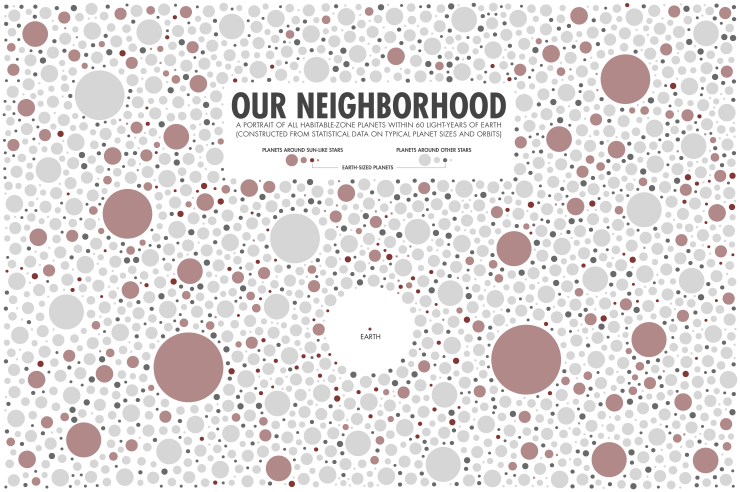 OUR NEIGHBORHOOD
A PORTRAIT OF ALL HABITABLE-ZONE PLANETS WITHIN 60 LIGHT-YEARS OF EARTH
(CONSTRUCTED FROM STATISTICAL DATA ON TYPICAL PLANET SIZES AND ORBITS)
PLANETS AROUND SUN-LIKE STARS PLANETS AROUND OTHER STARS
EARTH-SIZED PLANETS
EARTH